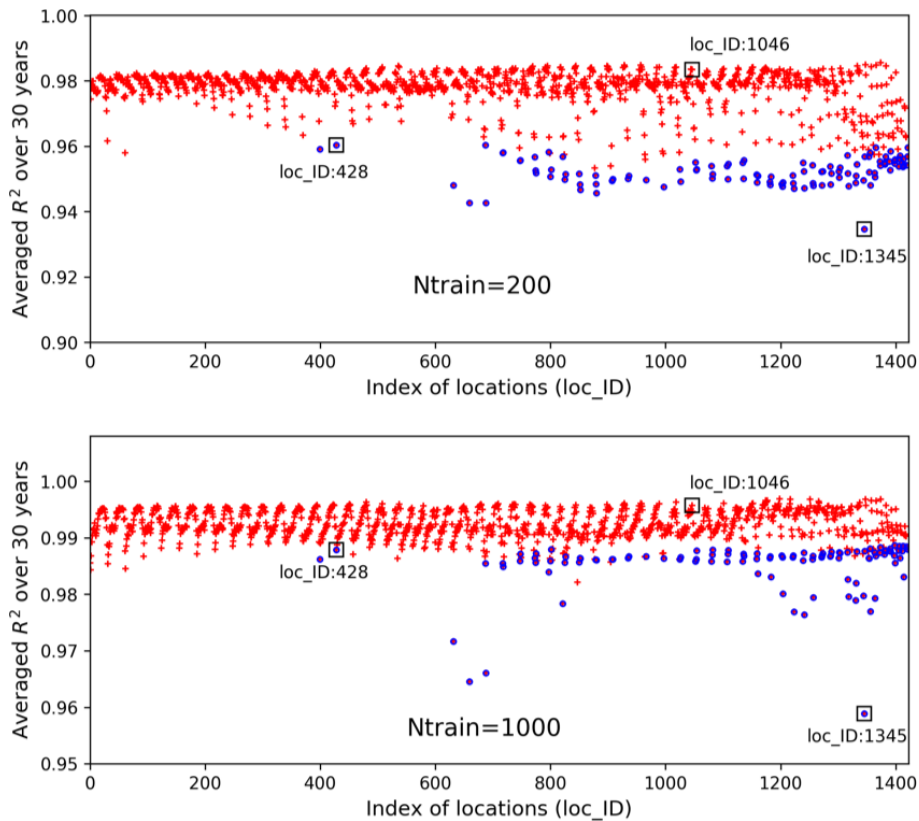 1.00
0.98
0.96
0.94
0.92
0.90
Averaged R² over 30 years
loc_ID:1046
loc_ID:428
loc_ID:1345
Ntrain=200
0 200 400 600 800 1000 1200 1400
Index of locations (loc_ID)
1.00
0.99
0.98
0.97
0.96
0.95
Averaged R² over 30 years
loc_ID:1046
loc_ID:428
Ntrain=1000
loc_ID:1345
0 200 400 600 800 1000 1200 1400
Index of locations (loc_ID)